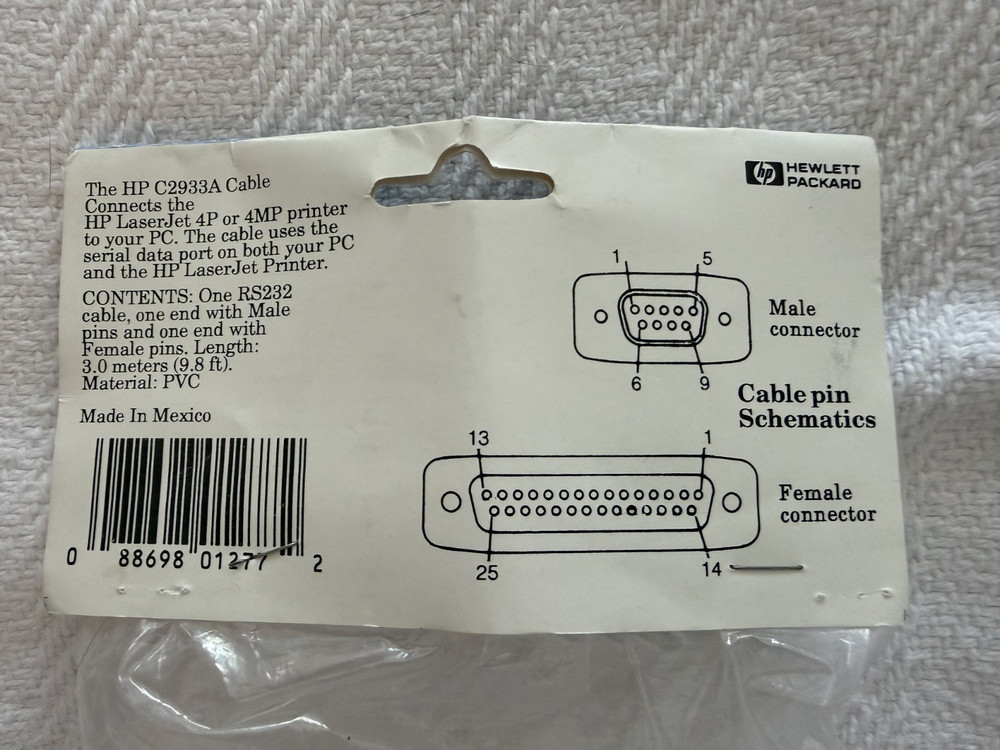 The HP C2933A Cable
Connects the
HP LaserJet 4P or 4MP printer
to your PC. The cable uses the
serial data port on both your PC
and the HP LaserJet Printer.
CONTENTS: One RS232
cable, one end with Male
pins and one end with
Female pins. Length:
3.0 meters (9.8 ft).
Material: PVC
Made In Mexico
0 88698 01277 2
hp HEWLETT
PACKARD
1 5
Male
connector
6 9
Cable pin
Schematics
13 1
Female
connector
25 14